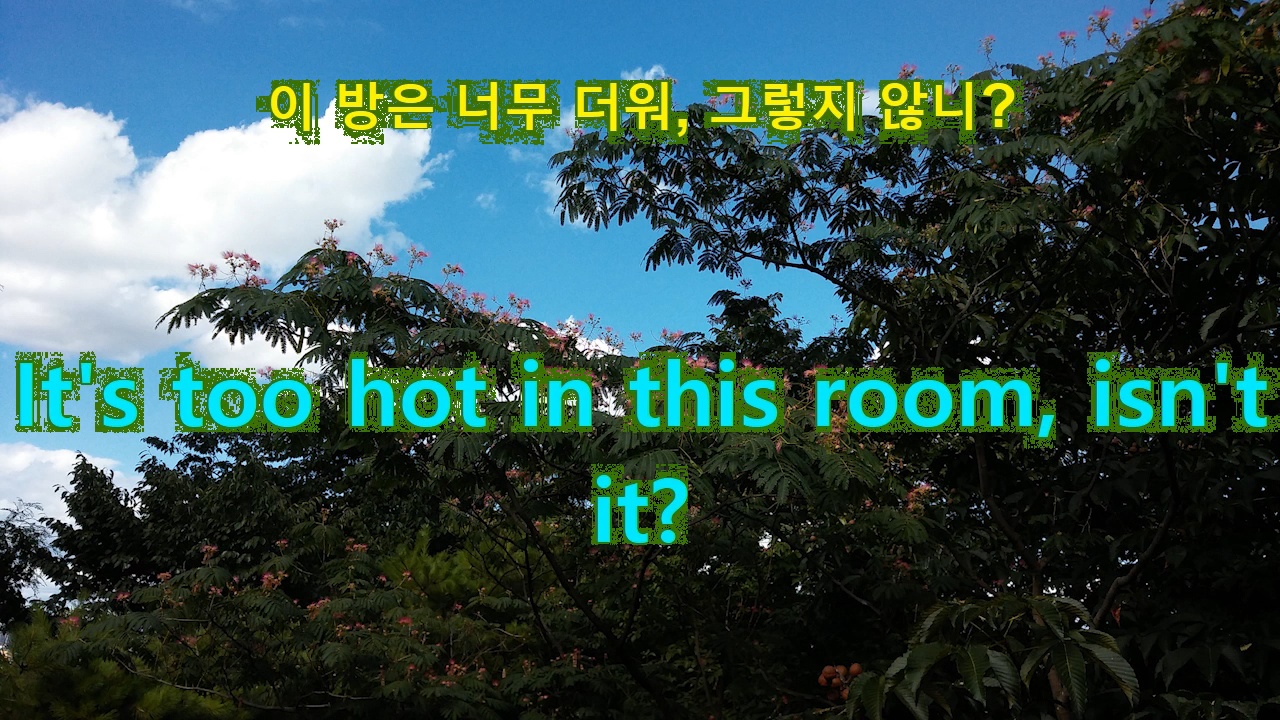 이 방은 너무 더워, 그렇지 않니?
It's too hot in this room, isn't
it?